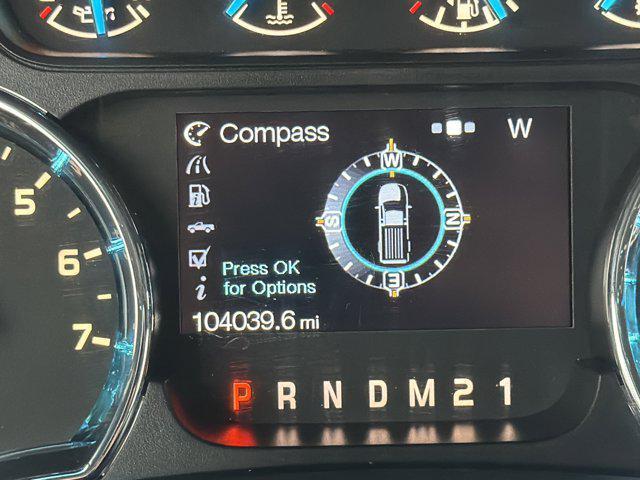 Compass
W
W
S
N
E
5
6
7
Press OK
for Options
104039.6 mi
P R N D M 2 1